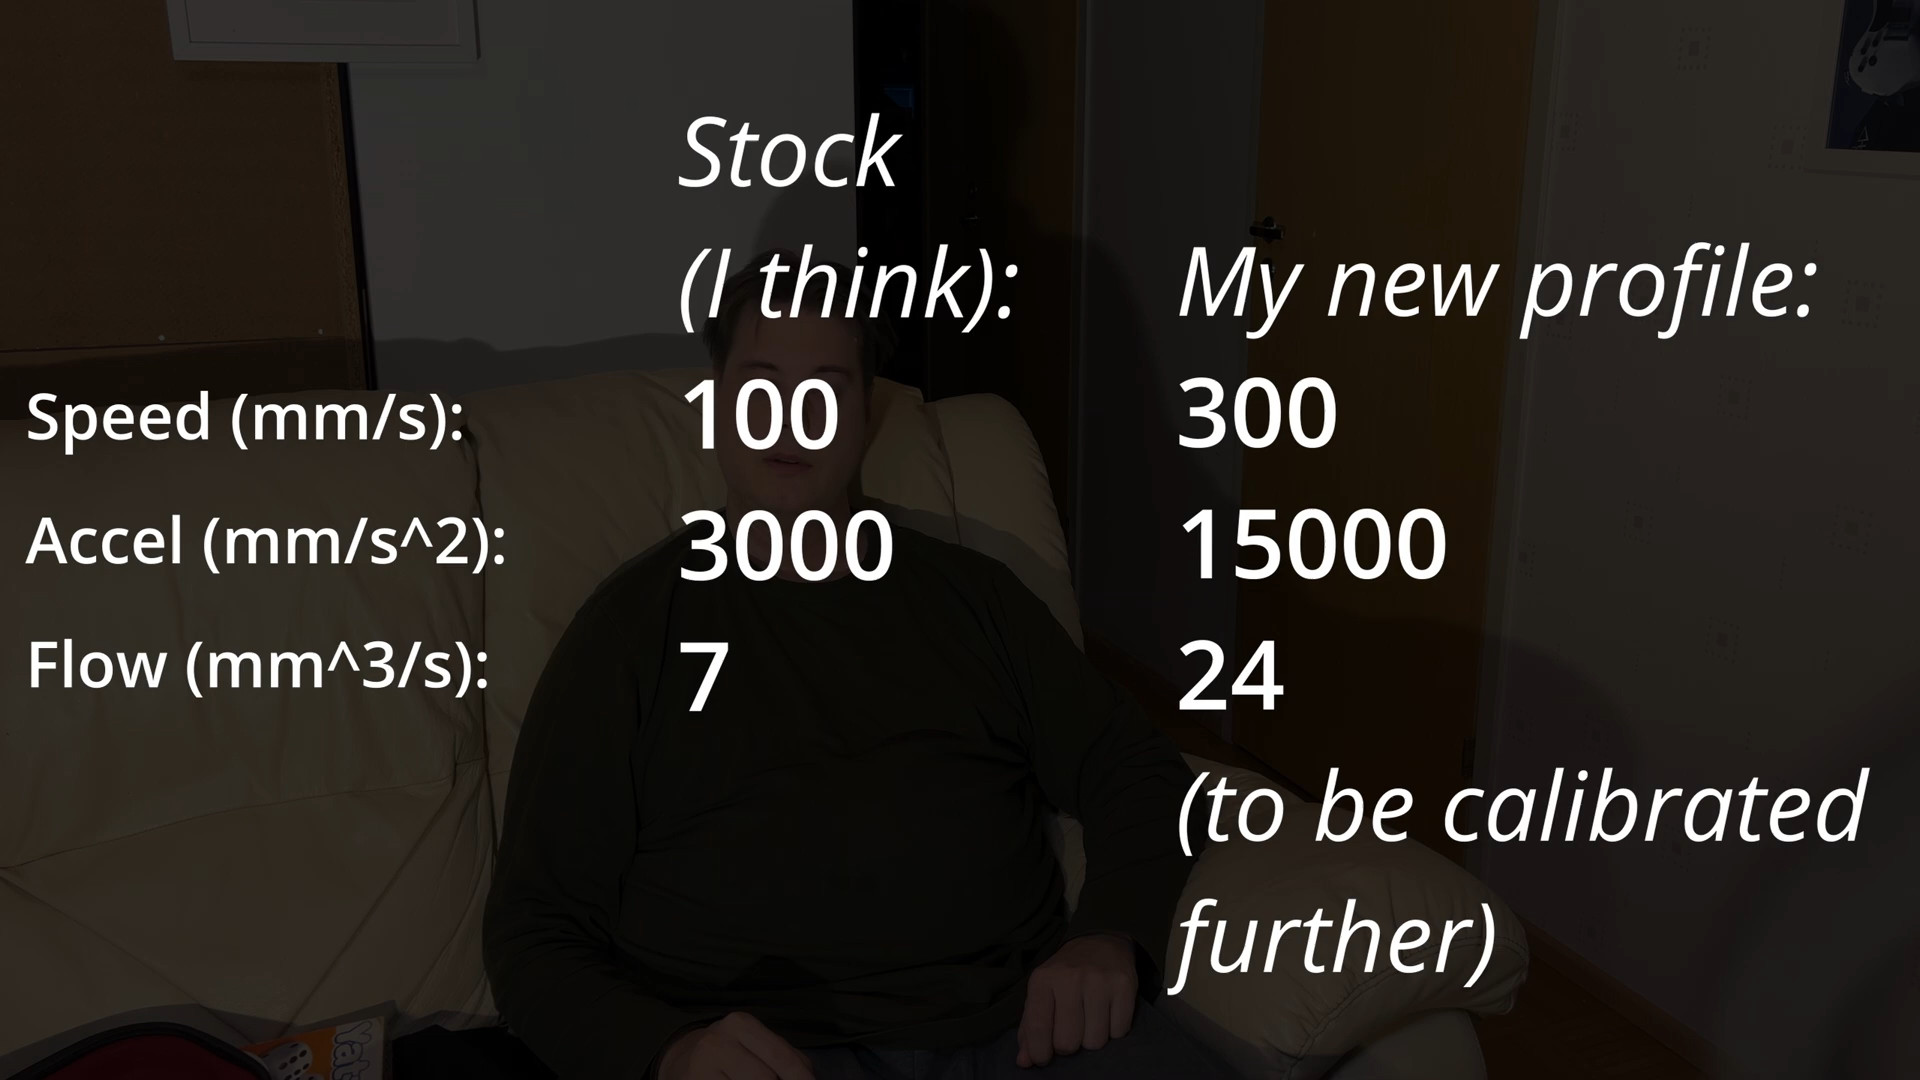 Stock
(I think): My new profile:
Speed (mm/s): 100 300
Accel (mm/s^2): 3000 15000
Flow (mm^3/s): 7 24
(to be calibrated
further)
Yat